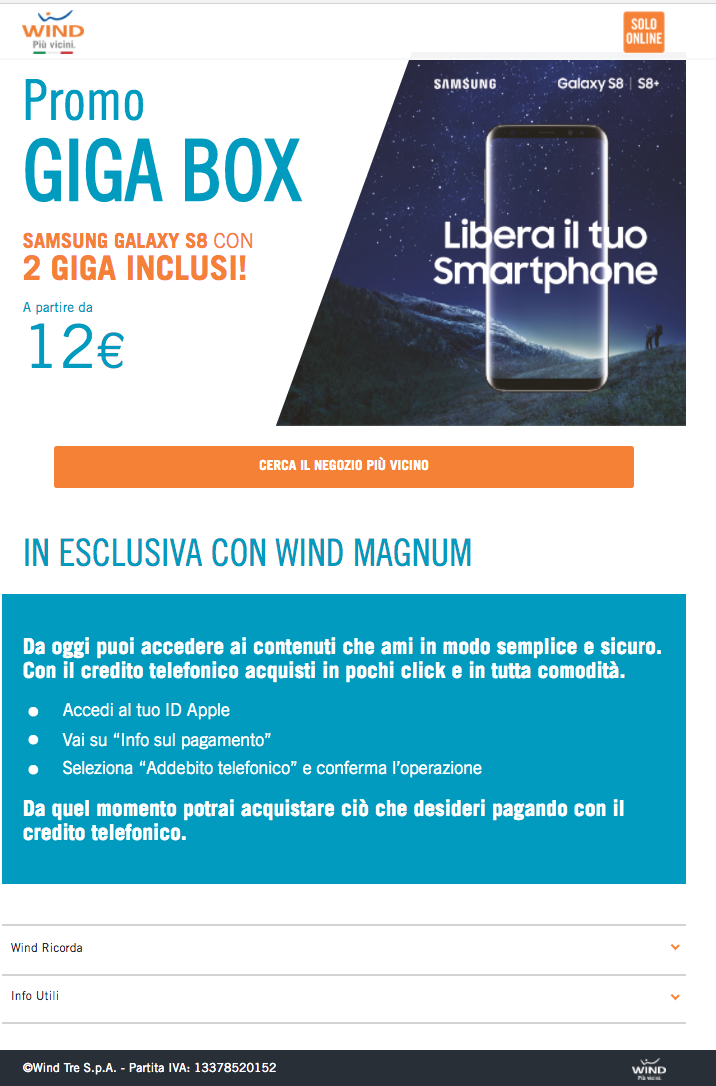 WIND
Più vicini.
SOLO
ONLINE
Promo
GIGA BOX
SAMSUNG GALAXY S8 CON
2 GIGA INCLUSI!
A partire da
12€
SAMSUNG
Galaxy S8 | S8+
Libera il tuo
Smartphone
CERCA IL NEGOZIO PIÙ VICINO
IN ESCLUSIVA CON WIND MAGNUM
Da oggi puoi accedere ai contenuti che ami in modo semplice e sicuro.
Con il credito telefonico acquisti in pochi click e in tutta comodità.
● Accedi al tuo ID Apple
● Vai su “Info sul pagamento”
● Seleziona “Addebito telefonico” e conferma l’operazione
Da quel momento potrai acquistare ciò che desideri pagando con il
credito telefonico.
Wind Ricorda
Info Utili
©Wind Tre S.p.A. - Partita IVA: 13378520152
WIND
Più vicini.